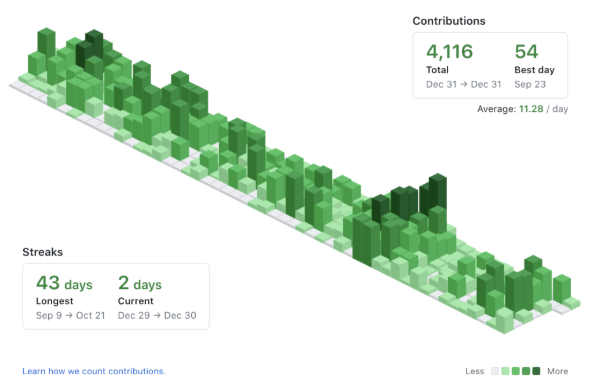 Contributions
4,116 54
Total Best day
Dec 31 → Dec 31 Sep 23
Average: 11.28 / day
Streaks
43 days 2 days
Longest Current
Sep 9 → Oct 21 Dec 29 → Dec 30
Learn how we count contributions. Less More